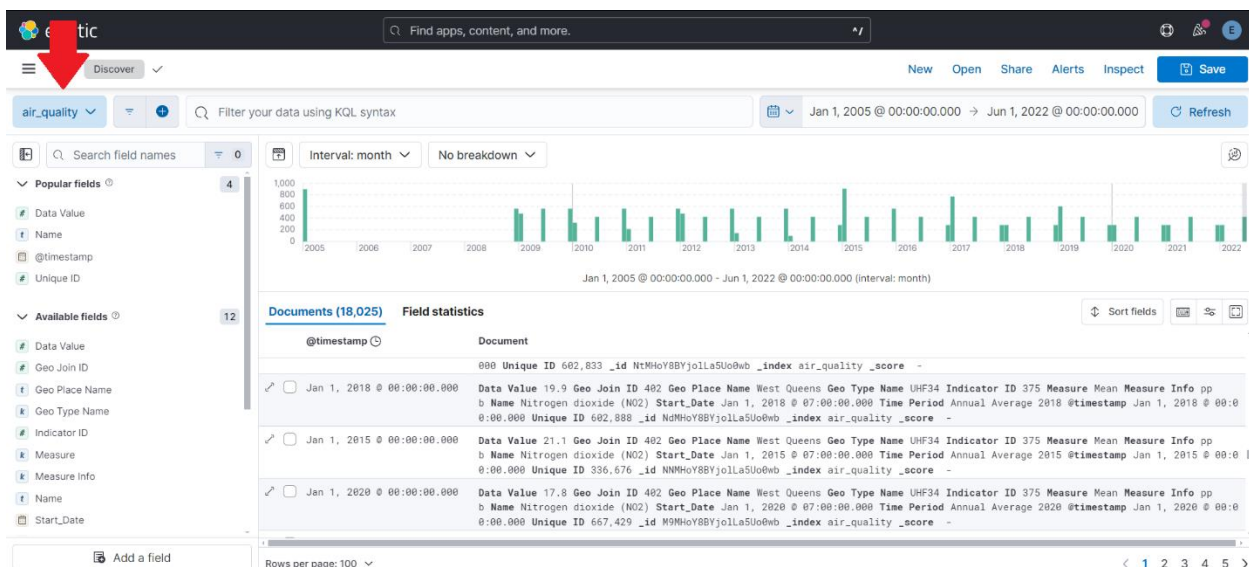 tic
Find apps, content, and more.
^/
E
Discover
New Open Share Alerts Inspect Save
air_quality
Filter your data using KQL syntax
Jan 1, 2005 @ 00:00:00.000 → Jun 1, 2022 @ 00:00:00.000
Refresh
Search field names
0
Interval: month
No breakdown
Popular fields
4
# Data Value
t Name
@timestamp
# Unique ID
Available fields
12
# Data Value
# Geo Join ID
t Geo Place Name
k Geo Type Name
# Indicator ID
k Measure
k Measure Info
t Name
Start_Date
Add a field
1,000
800
600
400
200
0
2005 2006 2007 2008 2009 2010 2011 2012 2013 2014 2015 2016 2017 2018 2019 2020 2021 2022
Jan 1, 2005 @ 00:00:00.000 - Jun 1, 2022 @ 00:00:00.000 (interval: month)
Documents (18,025) Field statistics
Sort fields
@timestamp Document
000 Unique ID 602,833 _id NtMHoY8BYjolLa5Uo0wb _index air_quality _score -
Jan 1, 2018 @ 00:00:00.000
Data Value 19.9 Geo Join ID 402 Geo Place Name West Queens Geo Type Name UHF34 Indicator ID 375 Measure Mean Measure Info pp
b Name Nitrogen dioxide (NO2) Start_Date Jan 1, 2018 @ 07:00:00.000 Time Period Annual Average 2018 @timestamp Jan 1, 2018 @ 00:0
0:00.000 Unique ID 602,888 _id NdMHoY8BYjolLa5Uo0wb _index air_quality _score -
Jan 1, 2015 @ 00:00:00.000
Data Value 21.1 Geo Join ID 402 Geo Place Name West Queens Geo Type Name UHF34 Indicator ID 375 Measure Mean Measure Info pp
b Name Nitrogen dioxide (NO2) Start_Date Jan 1, 2015 @ 07:00:00.000 Time Period Annual Average 2015 @timestamp Jan 1, 2015 @ 00:0
0:00.000 Unique ID 336,676 _id NNMHoY8BYjolLa5Uo0wb _index air_quality _score -
Jan 1, 2020 @ 00:00:00.000
Data Value 17.8 Geo Join ID 402 Geo Place Name West Queens Geo Type Name UHF34 Indicator ID 375 Measure Mean Measure Info pp
b Name Nitrogen dioxide (NO2) Start_Date Jan 1, 2020 @ 07:00:00.000 Time Period Annual Average 2020 @timestamp Jan 1, 2020 @ 00:0
0:00.000 Unique ID 667,429 _id M9MHoY8BYjolLa5Uo0wb _index air_quality _score -
Rows per page: 100
< 1 2 3 4 5 >